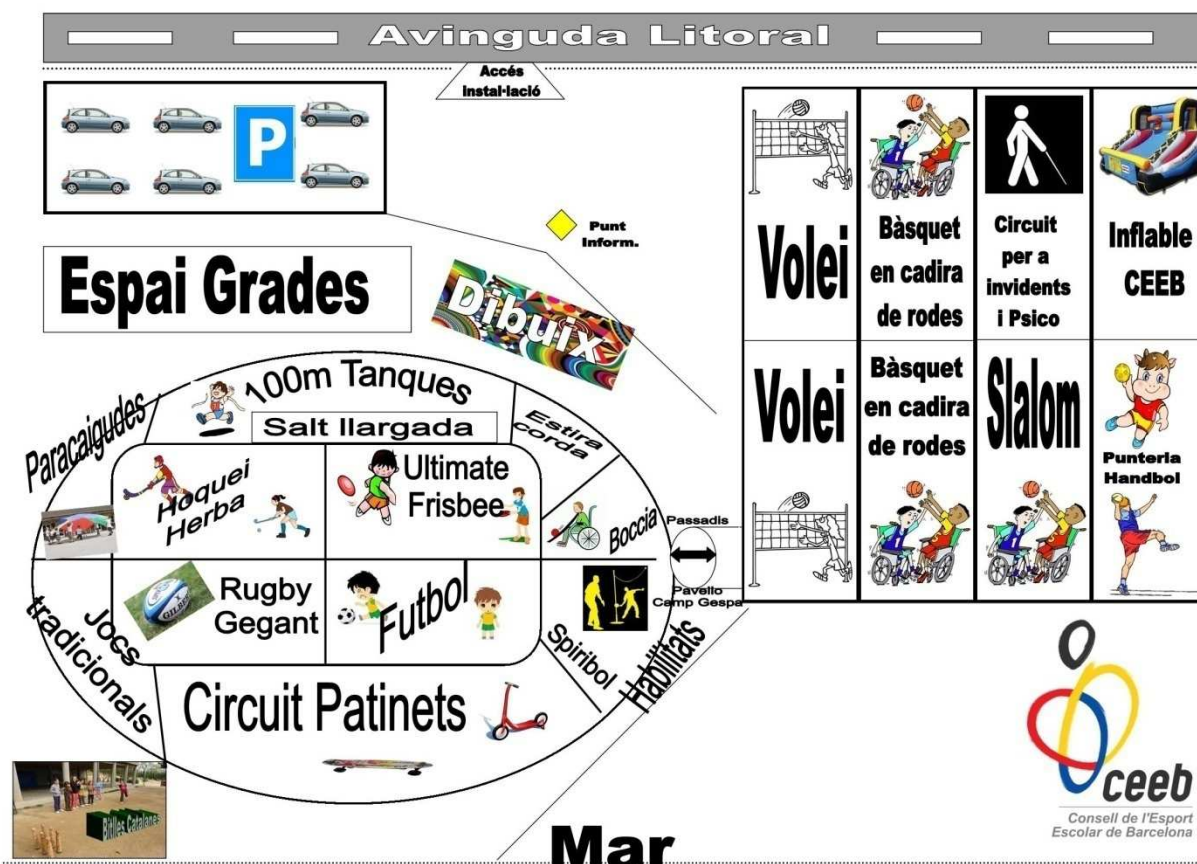 Avinguda Litoral
Accés
instal·lació
P
Punt
Inform.
Espai Grades
Dibuix
Volei
Bàsquet
en cadira
de rodes
Circuit
per a
invidents
i Psico
Inflable
CEEB
Volei
Bàsquet
en cadira
de rodes
Slalom
Punteria
Handbol
Paracaigudes
100m Tanques
Salt llargada
Estira
corda
Hoquei
Herba
Ultimate
Frisbee
Boccia
Passadis
Pavello
Camp Gespa
Jocs
tradicionals
Rugby
Gegant
GILBERT
Futbol
Spiribol
Habilitats
Circuit Patinets
Bitlles Catalanes
Mar
ceeb
Consell de l'Esport
Escolar de Barcelona